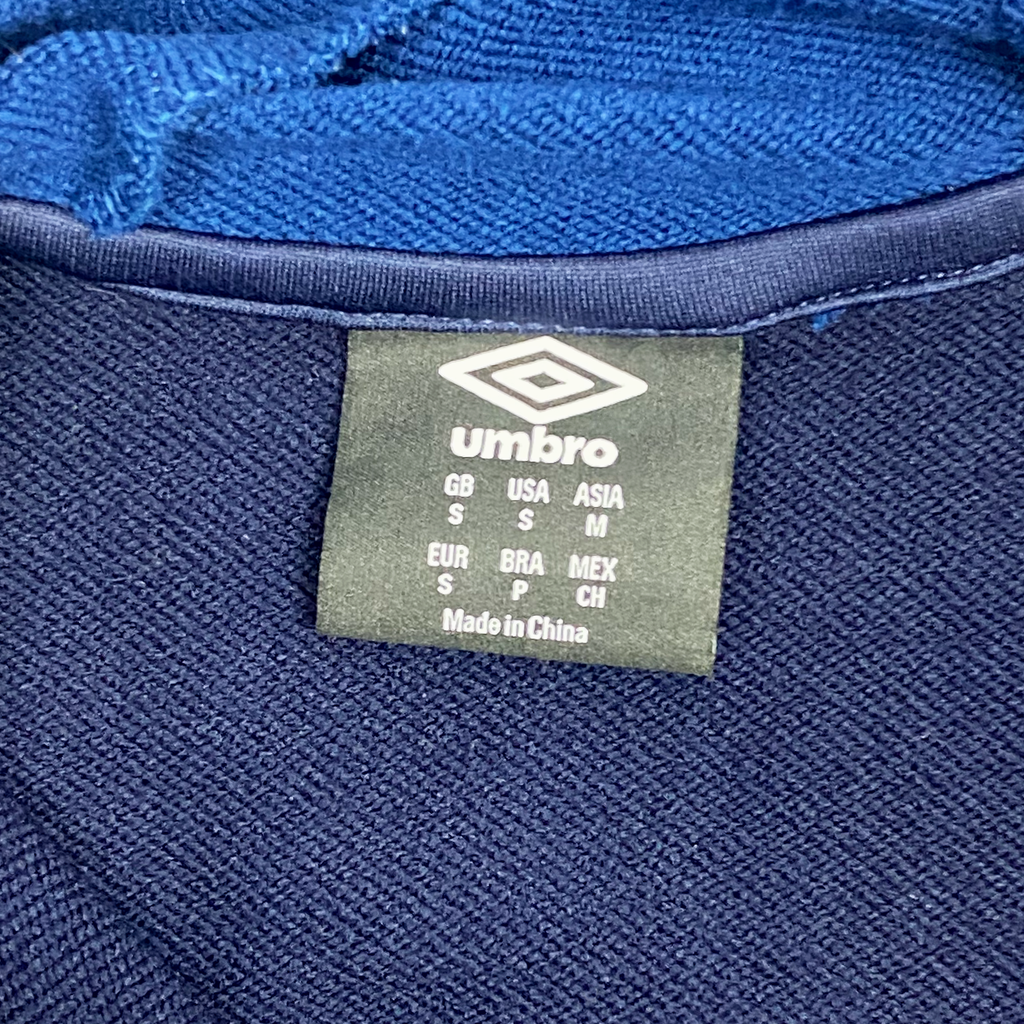 umbro
GB USA ASIA
S S M
EUR BRA MEX
S P CH
Made in China